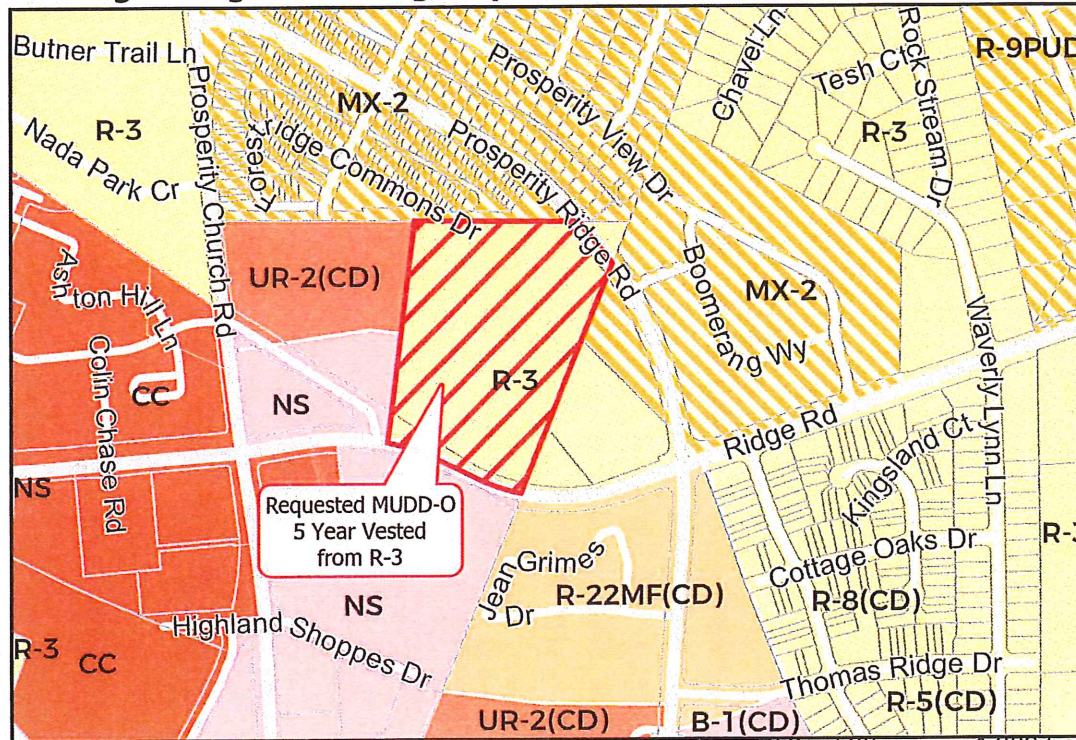 Butner Trail Ln
Prosperity Church Rd
R-3
Nada Park Cr
MX-2
Forest Ridge Commons Dr
Prosperity Ridge Rd
Prosperity View Dr
Chavel Ln
Tesh Ct
Rock Stream Dr
R-3
R-9PUD
UR-2(CD)
Boomerang Wy
MX-2
Waverly Lynn Ln
Ashton Hill Ln
Colin Chase Rd
CC
NS
R-3
Ridge Rd
NS
Requested MUDD-O
5 Year Vested
from R-3
Kingsland Ct
Cottage Oaks Dr
R-8(CD)
Jean Grimes
Dr
R-22MF(CD)
NS
Highland Shoppes Dr
R-3
CC
UR-2(CD)
B-1(CD)
Thomas Ridge Dr
R-5(CD)